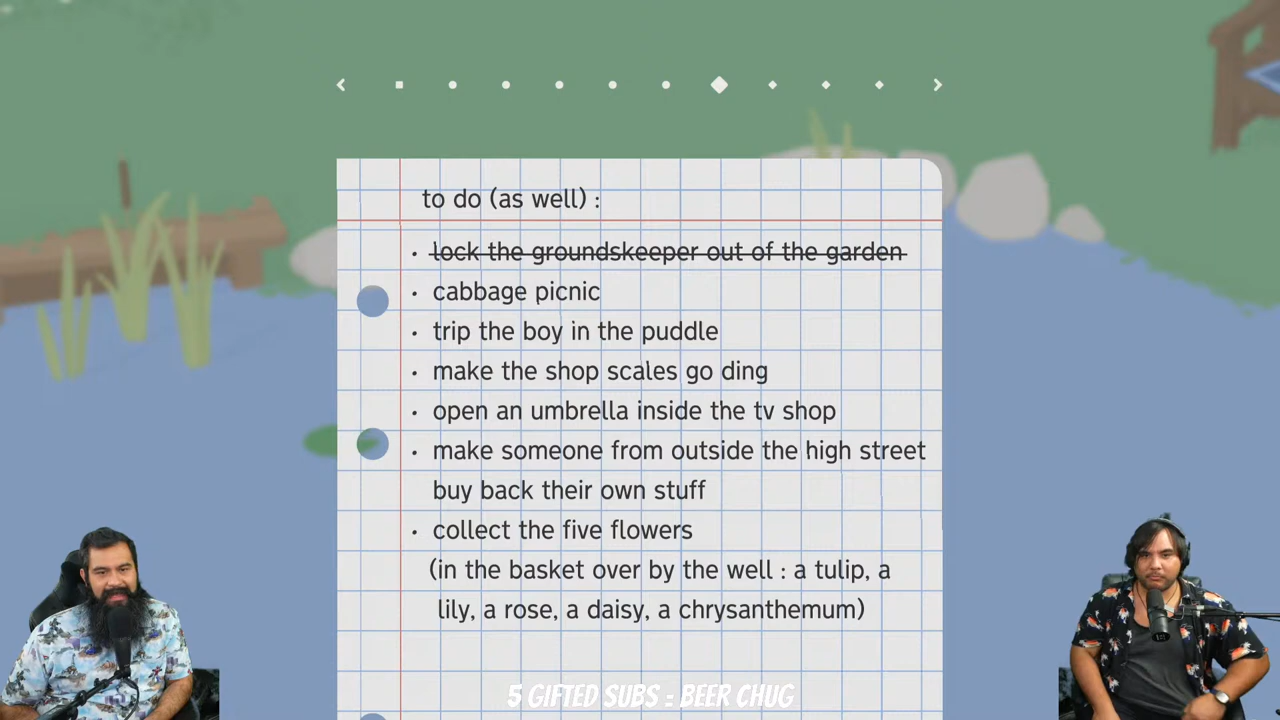 to do (as well) :
• lock the groundskeeper out of the garden
• cabbage picnic
• trip the boy in the puddle
• make the shop scales go ding
• open an umbrella inside the tv shop
• make someone from outside the high street
buy back their own stuff
• collect the five flowers
(in the basket over by the well : a tulip, a
lily, a rose, a daisy, a chrysanthemum)
5 GIFTED SUBS = BEER CHUG